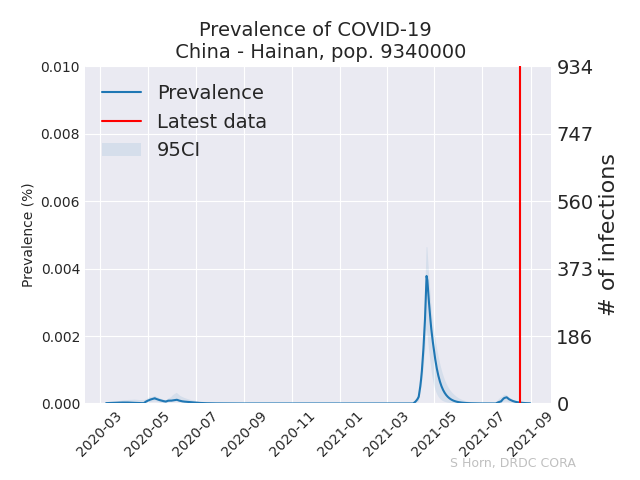 Prevalence of COVID-19
China - Hainan, pop. 9340000
Prevalence
Latest data
95CI
Prevalence (%)
0.010
0.008
0.006
0.004
0.002
0.000
934
747
560
373
186
0
# of infections
2020-03
2020-05
2020-07
2020-09
2020-11
2021-01
2021-03
2021-05
2021-07
2021-09
S Horn, DRDC CORA